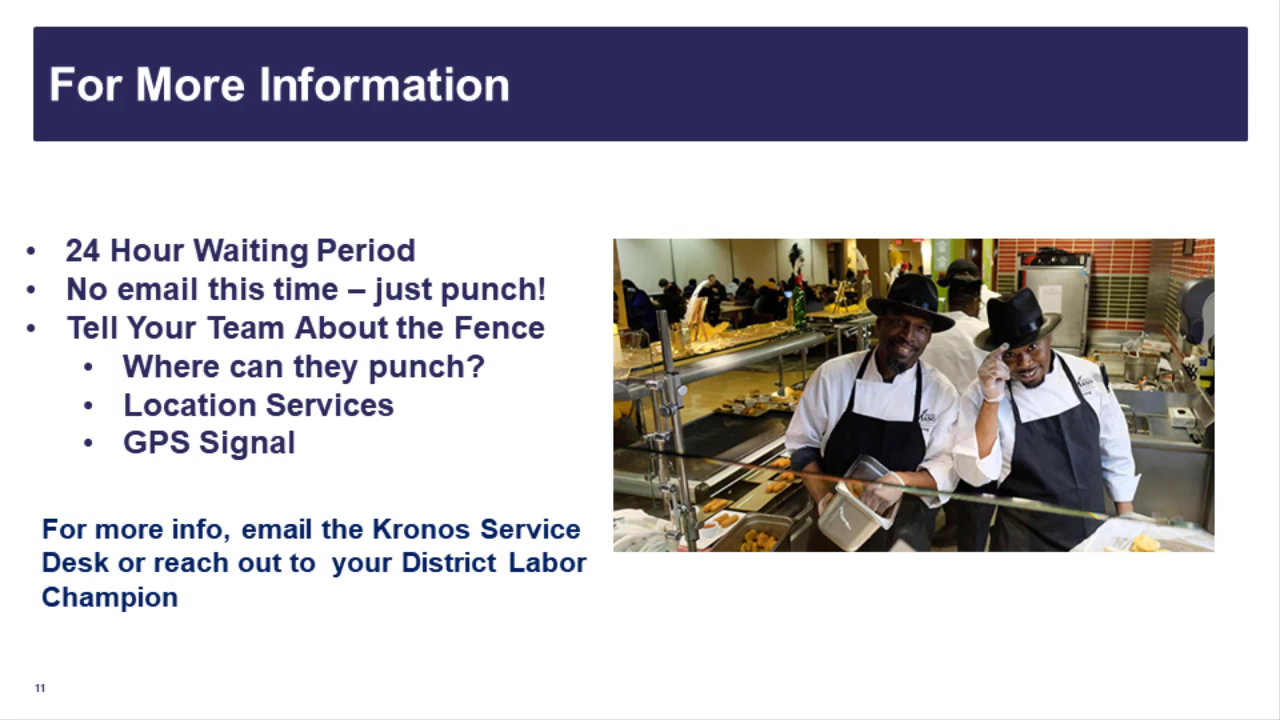 For More Information
• 24 Hour Waiting Period
• No email this time – just punch!
• Tell Your Team About the Fence
• Where can they punch?
• Location Services
• GPS Signal
For more info, email the Kronos Service
Desk or reach out to your District Labor
Champion
11